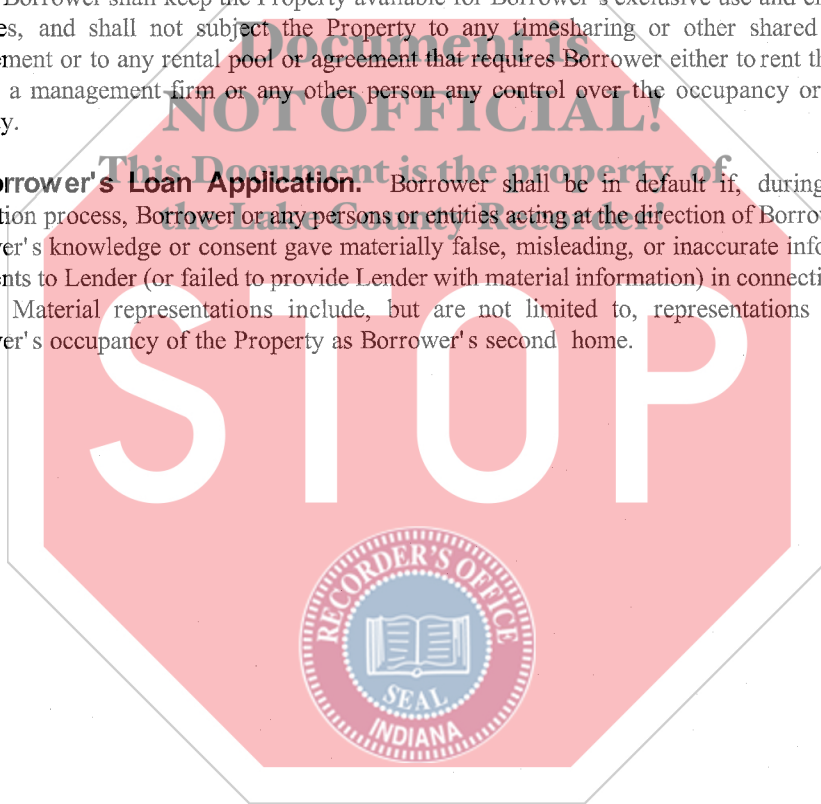 Borrower shall keep the Property available for Borrower's exclusive use and
es, and shall not subject the Property to any timesharing or other shared
Document is
ment or to any rental pool or agreement that requires Borrower either to rent th
a management firm or any other person any control over the occupancy or
NOT OFFICIAL!
y.
This Document is the property of
rrower's Loan Application. Borrower shall be in default if, during
the Lake County Recorder!
tion process, Borrower or any persons or entities acting at the direction of Borro
er's knowledge or consent gave materially false, misleading, or inaccurate info
nts to Lender (or failed to provide Lender with material information) in connecti
Material representations include, but are not limited to, representations
er's occupancy of the Property as Borrower's second home.
STOP
RECORDER'S OFFICE
SEAL
INDIANA